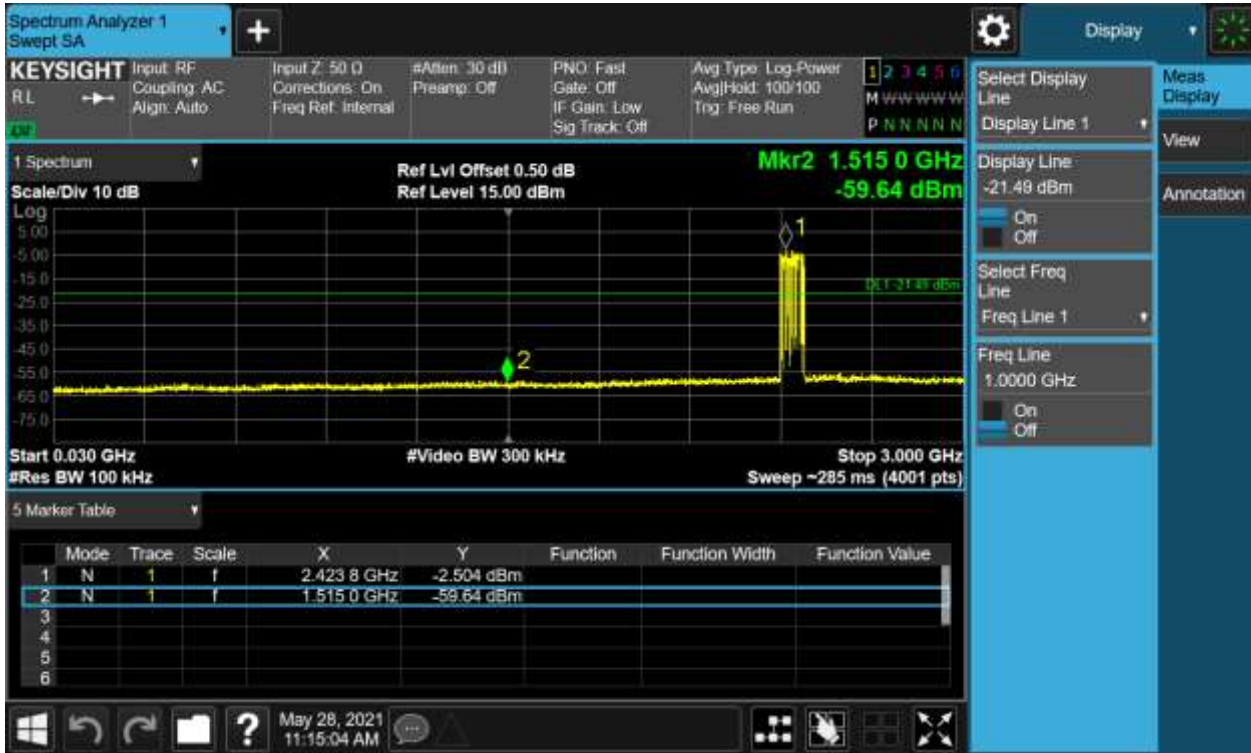 Spectrum Analyzer 1
Swept SA
+
Display
KEYSIGHT
RL
Input: RF
Coupling: AC
Align: Auto
Input Z: 50 Ω
Corrections: On
Freq Ref: Internal
#Atten: 30 dB
Preamp: Off
PNO: Fast
Gate: Off
IF Gain: Low
Sig Track: Off
Avg Type: Log-Power
Avg|Hold: 100/100
Trig: Free Run
1 2 3 4 5 6
M W W W W W
P N N N N N
1 Spectrum
Scale/Div 10 dB
Ref Lvl Offset 0.50 dB
Ref Level 15.00 dBm
Mkr2 1.515 0 GHz
-59.64 dBm
Log
5.00
-5.00
-15.0
-25.0
-35.0
-45.0
-55.0
-65.0
-75.0
1
DL1 -21.49 dBm
2
Start 0.030 GHz
#Res BW 100 kHz
#Video BW 300 kHz
Stop 3.000 GHz
Sweep ~285 ms (4001 pts)
5 Marker Table
Mode Trace Scale X Y Function Function Width Function Value
1 N 1 f 2.423 8 GHz -2.504 dBm
2 N 1 f 1.515 0 GHz -59.64 dBm
3
4
5
6
Select Display
Line
Display Line 1
Display Line
-21.49 dBm
On
Off
Select Freq
Line
Freq Line 1
Freq Line
1.0000 GHz
On
Off
Meas
Display
View
Annotation
?
May 28, 2021
11:15:04 AM